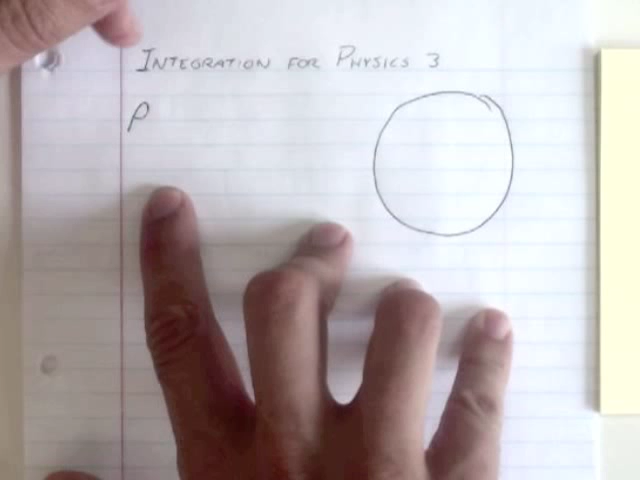 INTEGRATION FOR PHYSICS 3
ρ